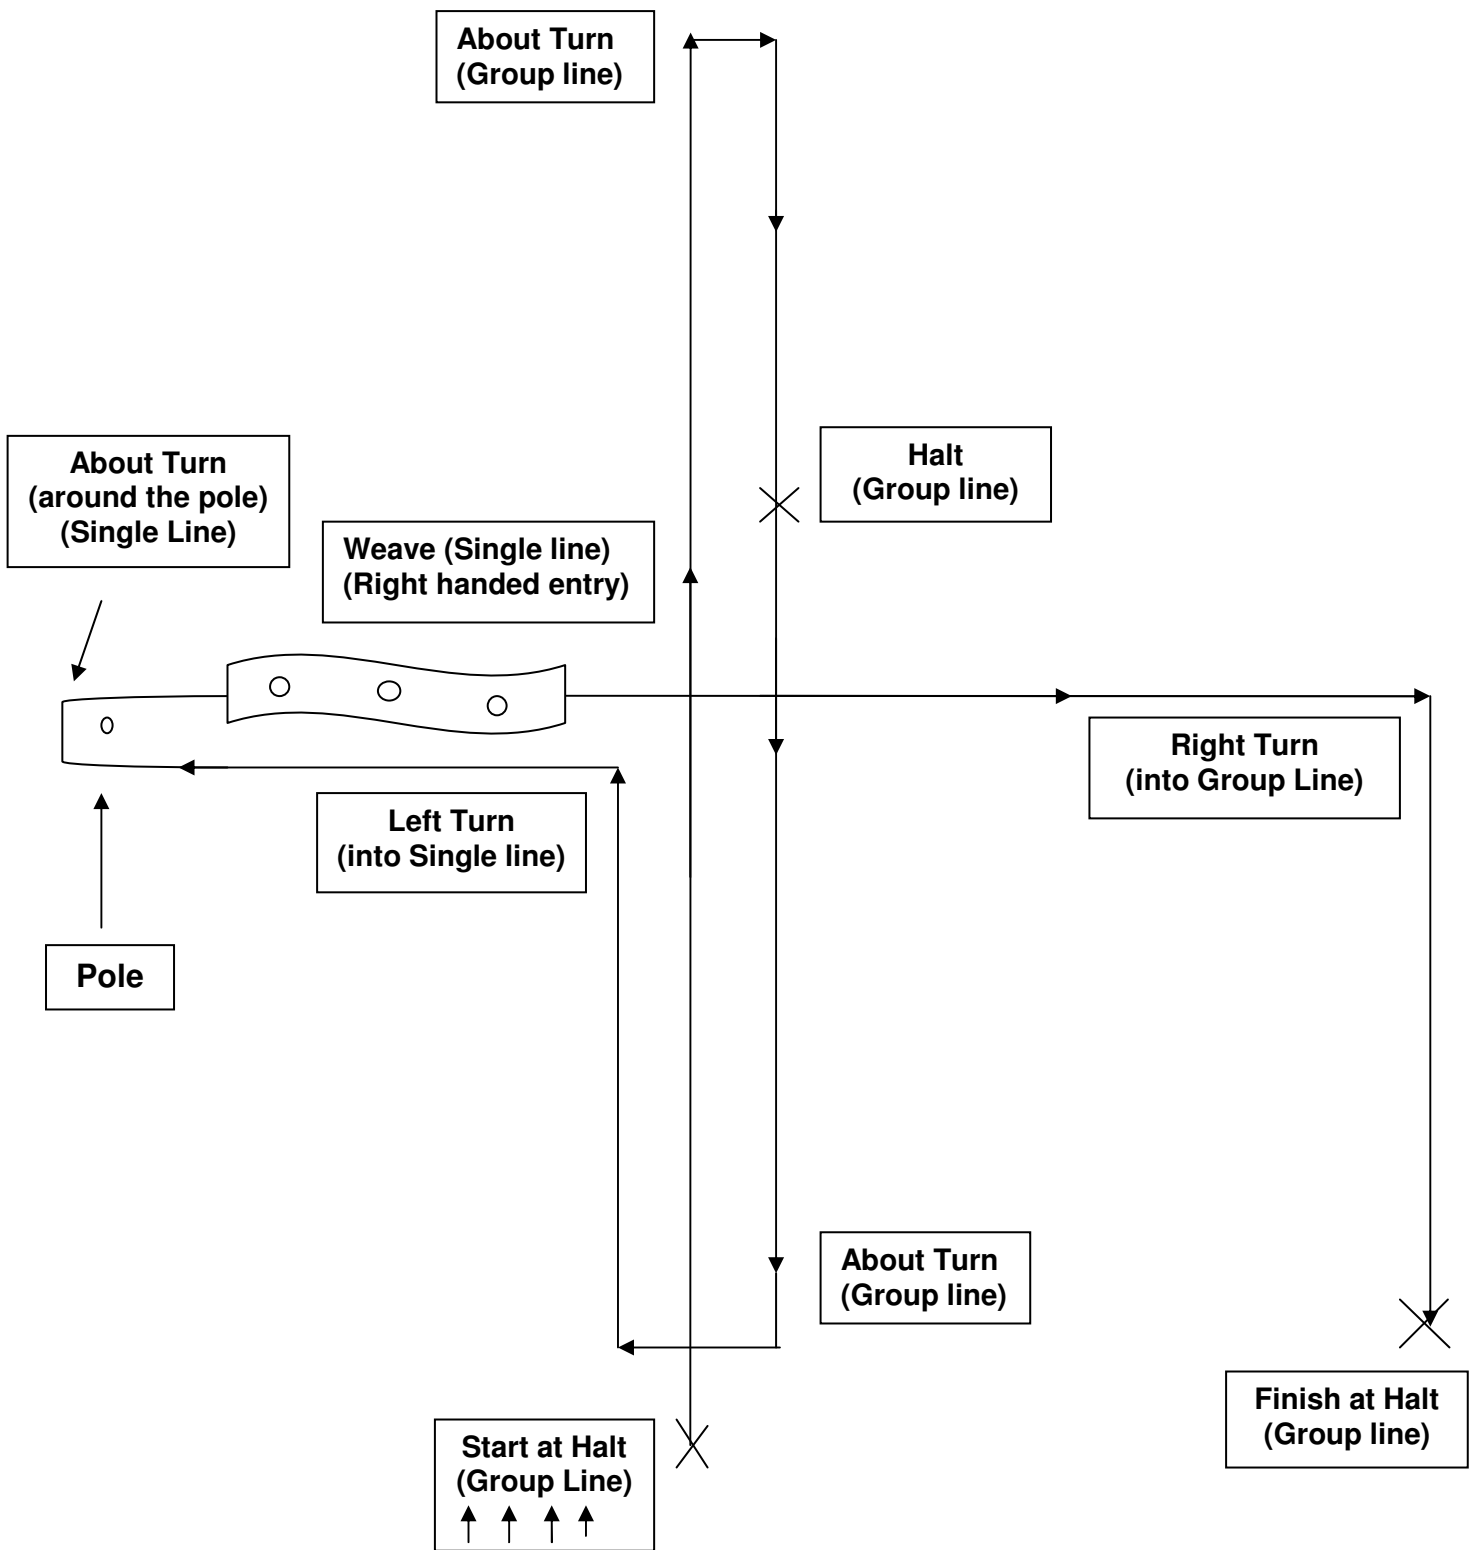 About Turn
(Group line)
Halt
(Group line)
About Turn
(around the pole)
(Single Line)
Weave (Single line)
(Right handed entry)
Right Turn
(into Group Line)
Left Turn
(into Single line)
Pole
About Turn
(Group line)
Finish at Halt
(Group line)
Start at Halt
(Group Line)